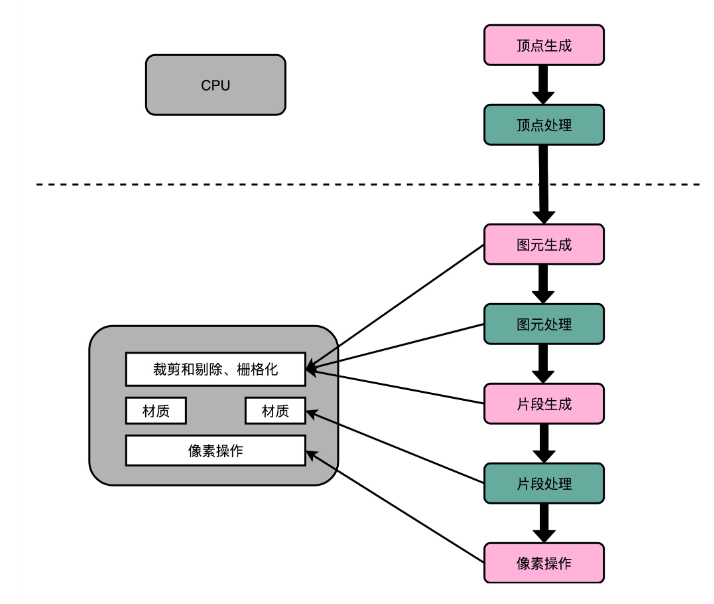 CPU
顶点生成
顶点处理
图元生成
图元处理
片段生成
片段处理
像素操作
裁剪和剔除、栅格化
材质
材质
像素操作